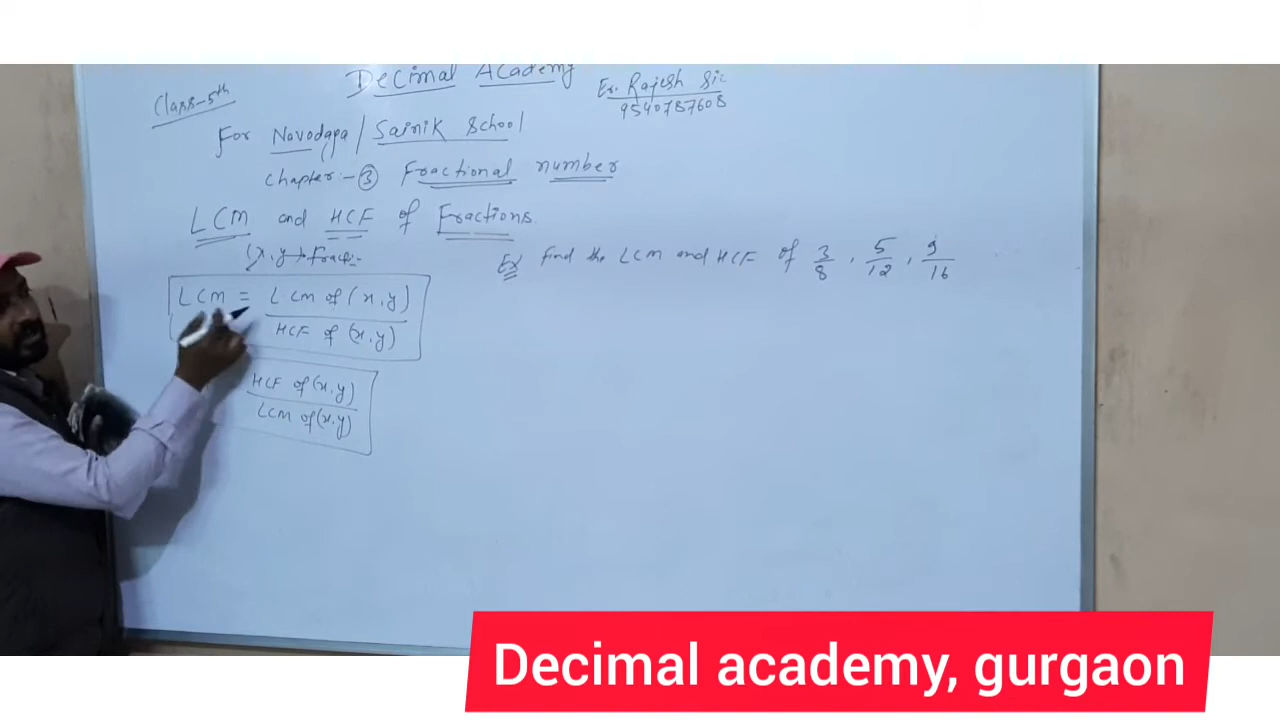 Decimal Academy
Er. Rajesh Sir
9540787608
Class-5th
For Navodaya / Sainik School
Chapter:- ③ Fractional number
LCM and HCF of Fractions
(x, y → Fract:-
LCM = LCM of (x, y) / HCF of (x, y)
HCF of (x, y) / LCM of (x, y)
Ex find the LCM and HCF of 3/8, 5/12, 9/16
Decimal academy, gurgaon